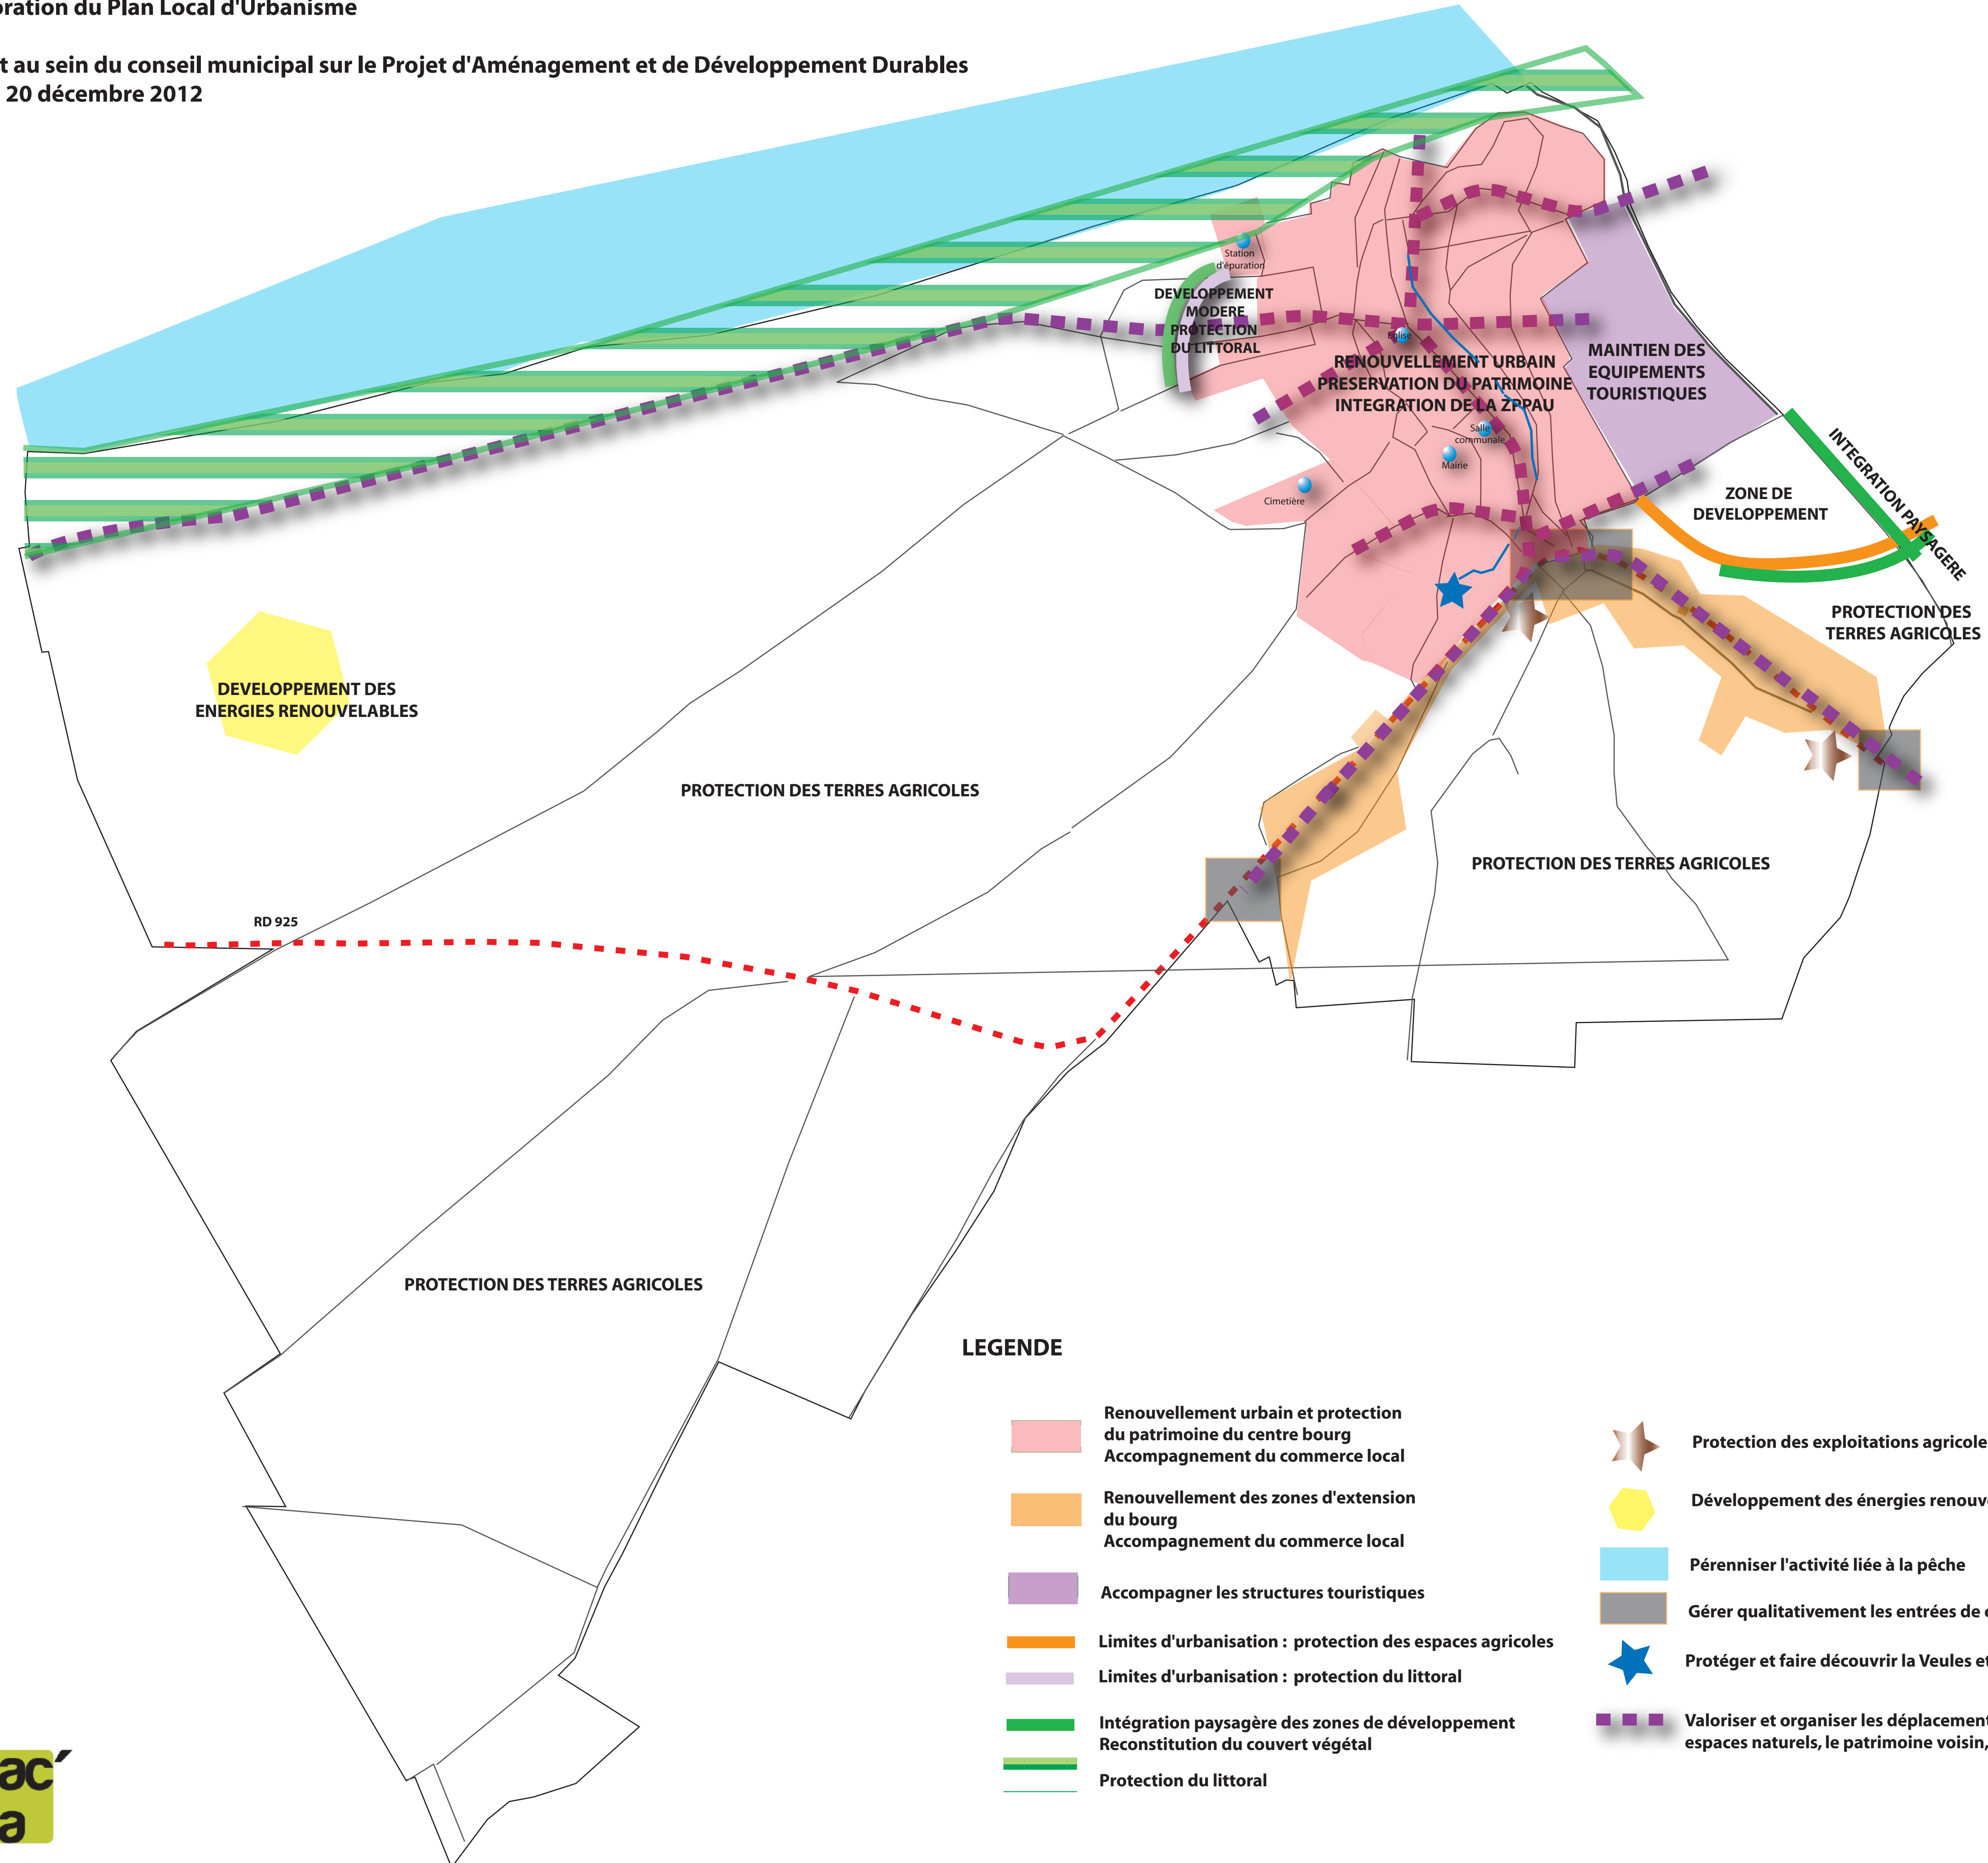 du Plan Local d'Urbanisme
au sein du conseil municipal sur le Projet d'Aménagement et de Développement Durables
20 décembre 2012
Station
d'épuration
DEVELOPPEMENT
MODERE
PROTECTION
DU LITTORAL
Eglise
RENOUVELLEMENT URBAIN
PRESERVATION DU PATRIMOINE
INTEGRATION DE LA ZPPAU
MAINTIEN DES
EQUIPEMENTS
TOURISTIQUES
Salle
communale
Mairie
Cimetière
INTEGRATION PAYSAGERE
ZONE DE
DEVELOPPEMENT
PROTECTION DES
TERRES AGRICOLES
DEVELOPPEMENT DES
ENERGIES RENOUVELABLES
PROTECTION DES TERRES AGRICOLES
PROTECTION DES TERRES AGRICOLES
RD 925
PROTECTION DES TERRES AGRICOLES
LEGENDE
Renouvellement urbain et protection
du patrimoine du centre bourg
Accompagnement du commerce local
Renouvellement des zones d'extension
du bourg
Accompagnement du commerce local
Accompagner les structures touristiques
Limites d'urbanisation : protection des espaces agricoles
Limites d'urbanisation : protection du littoral
Intégration paysagère des zones de développement
Reconstitution du couvert végétal
Protection du littoral
Protection des exploitations agricole
Développement des énergies
Pérenniser l'activité liée à la pêche
Gérer qualitativement les entrées de
Protéger et faire découvrir la Veules et
Valoriser et organiser les déplacement
espaces naturels, le patrimoine voisin,
ac´
a